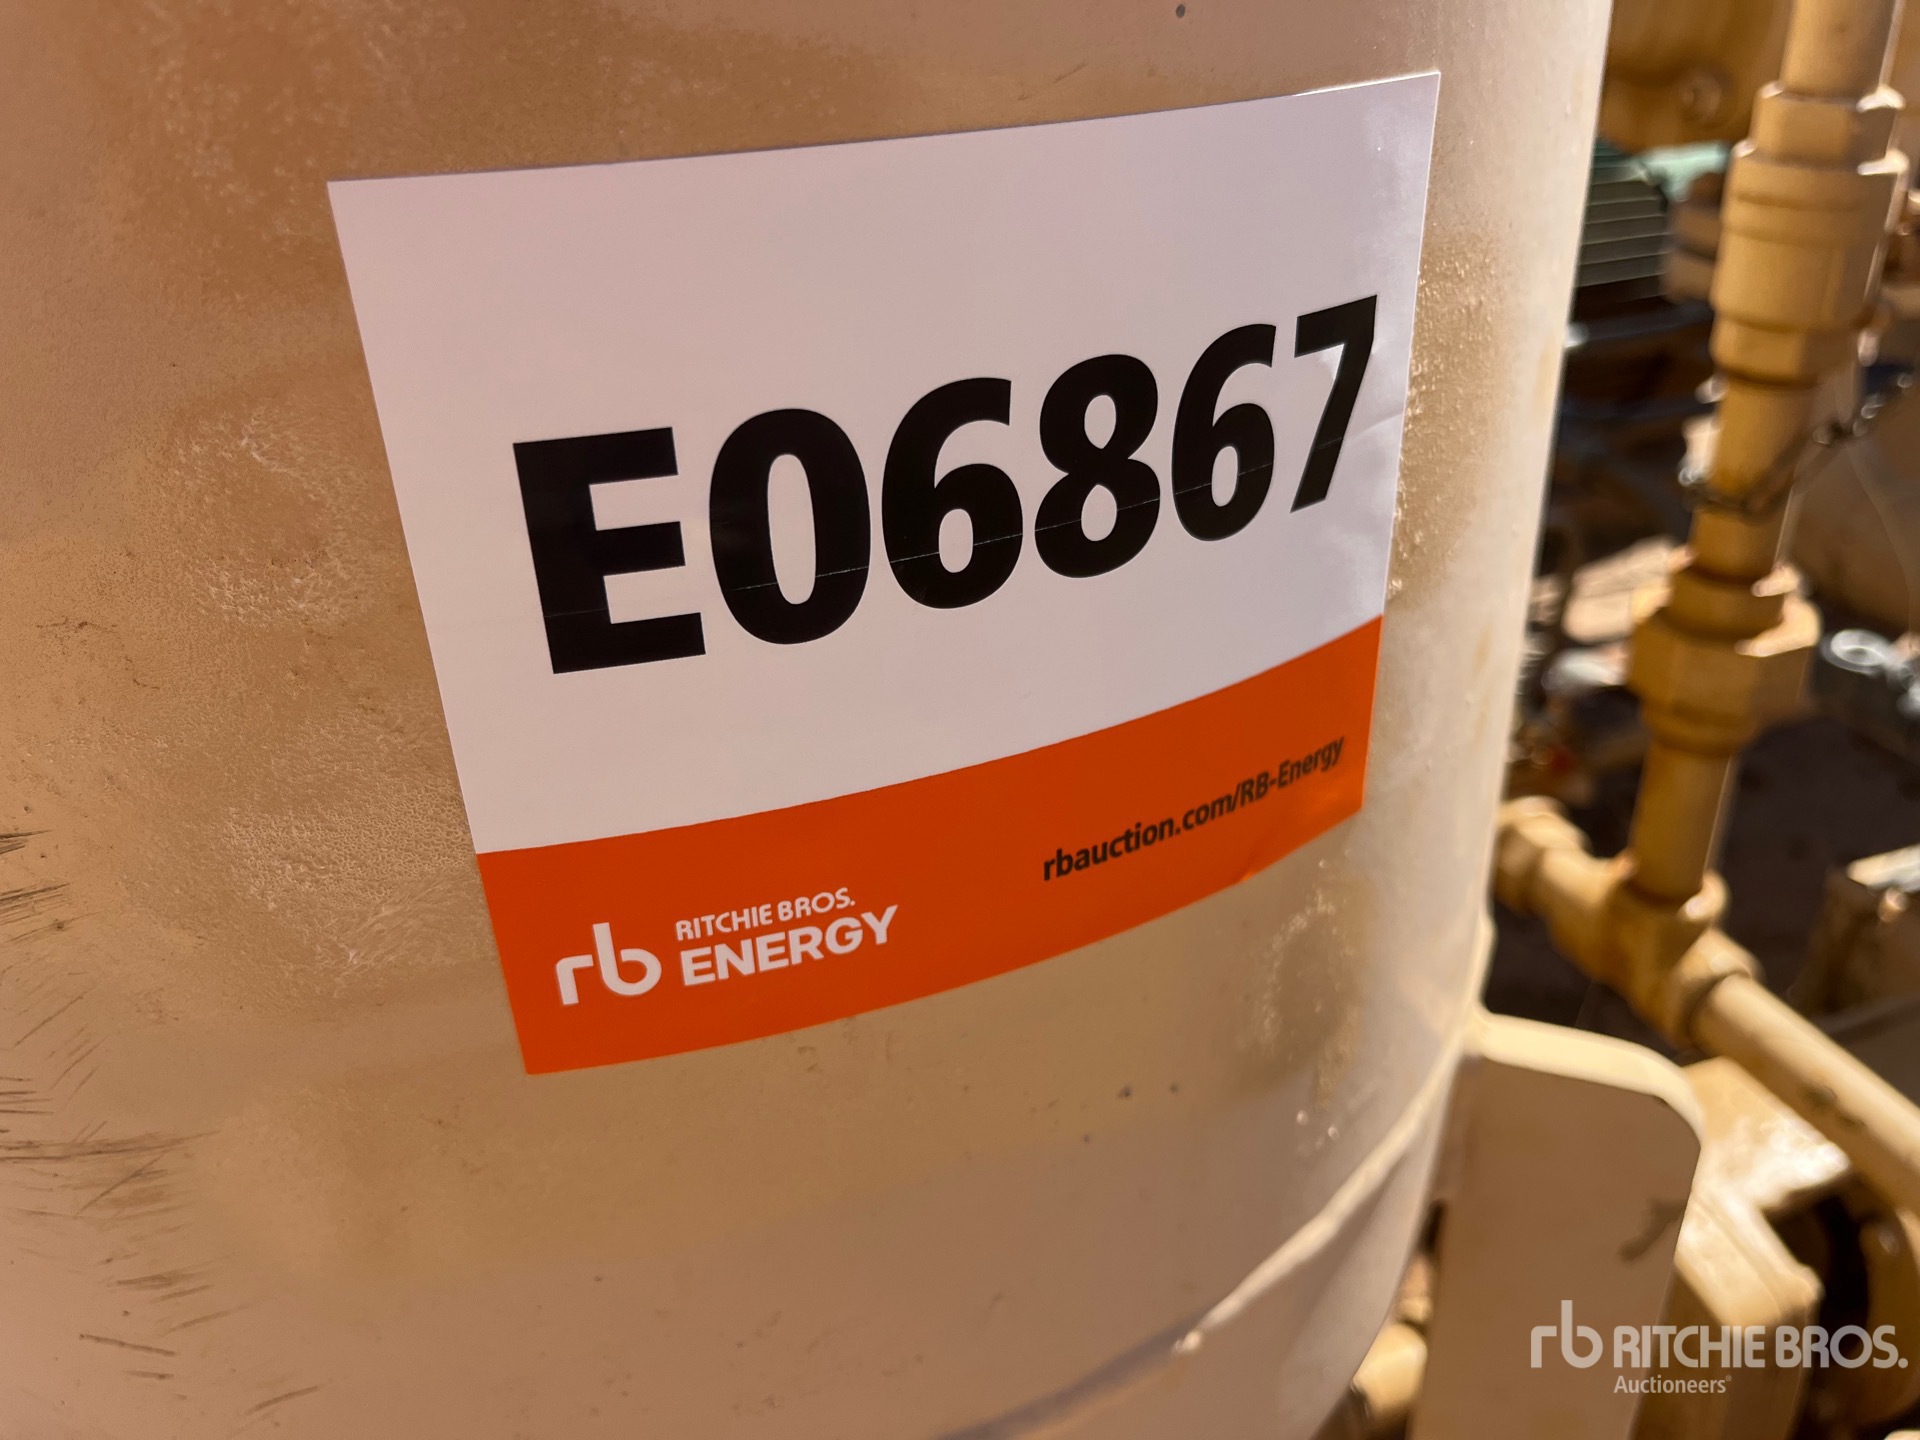 E06867
rb RITCHIE BROS.
ENERGY
rbauction.com/RB-Energy
rb RITCHIE BROS.
Auctioneers®